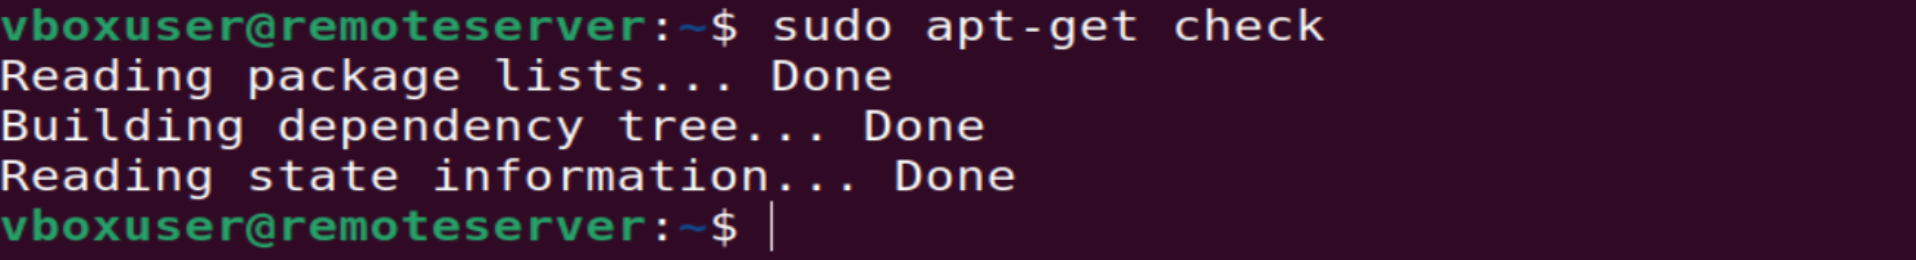 vboxuser@remoteserver:~$ sudo apt-get check
Reading package lists... Done
Building dependency tree... Done
Reading state information... Done
vboxuser@remoteserver:~$